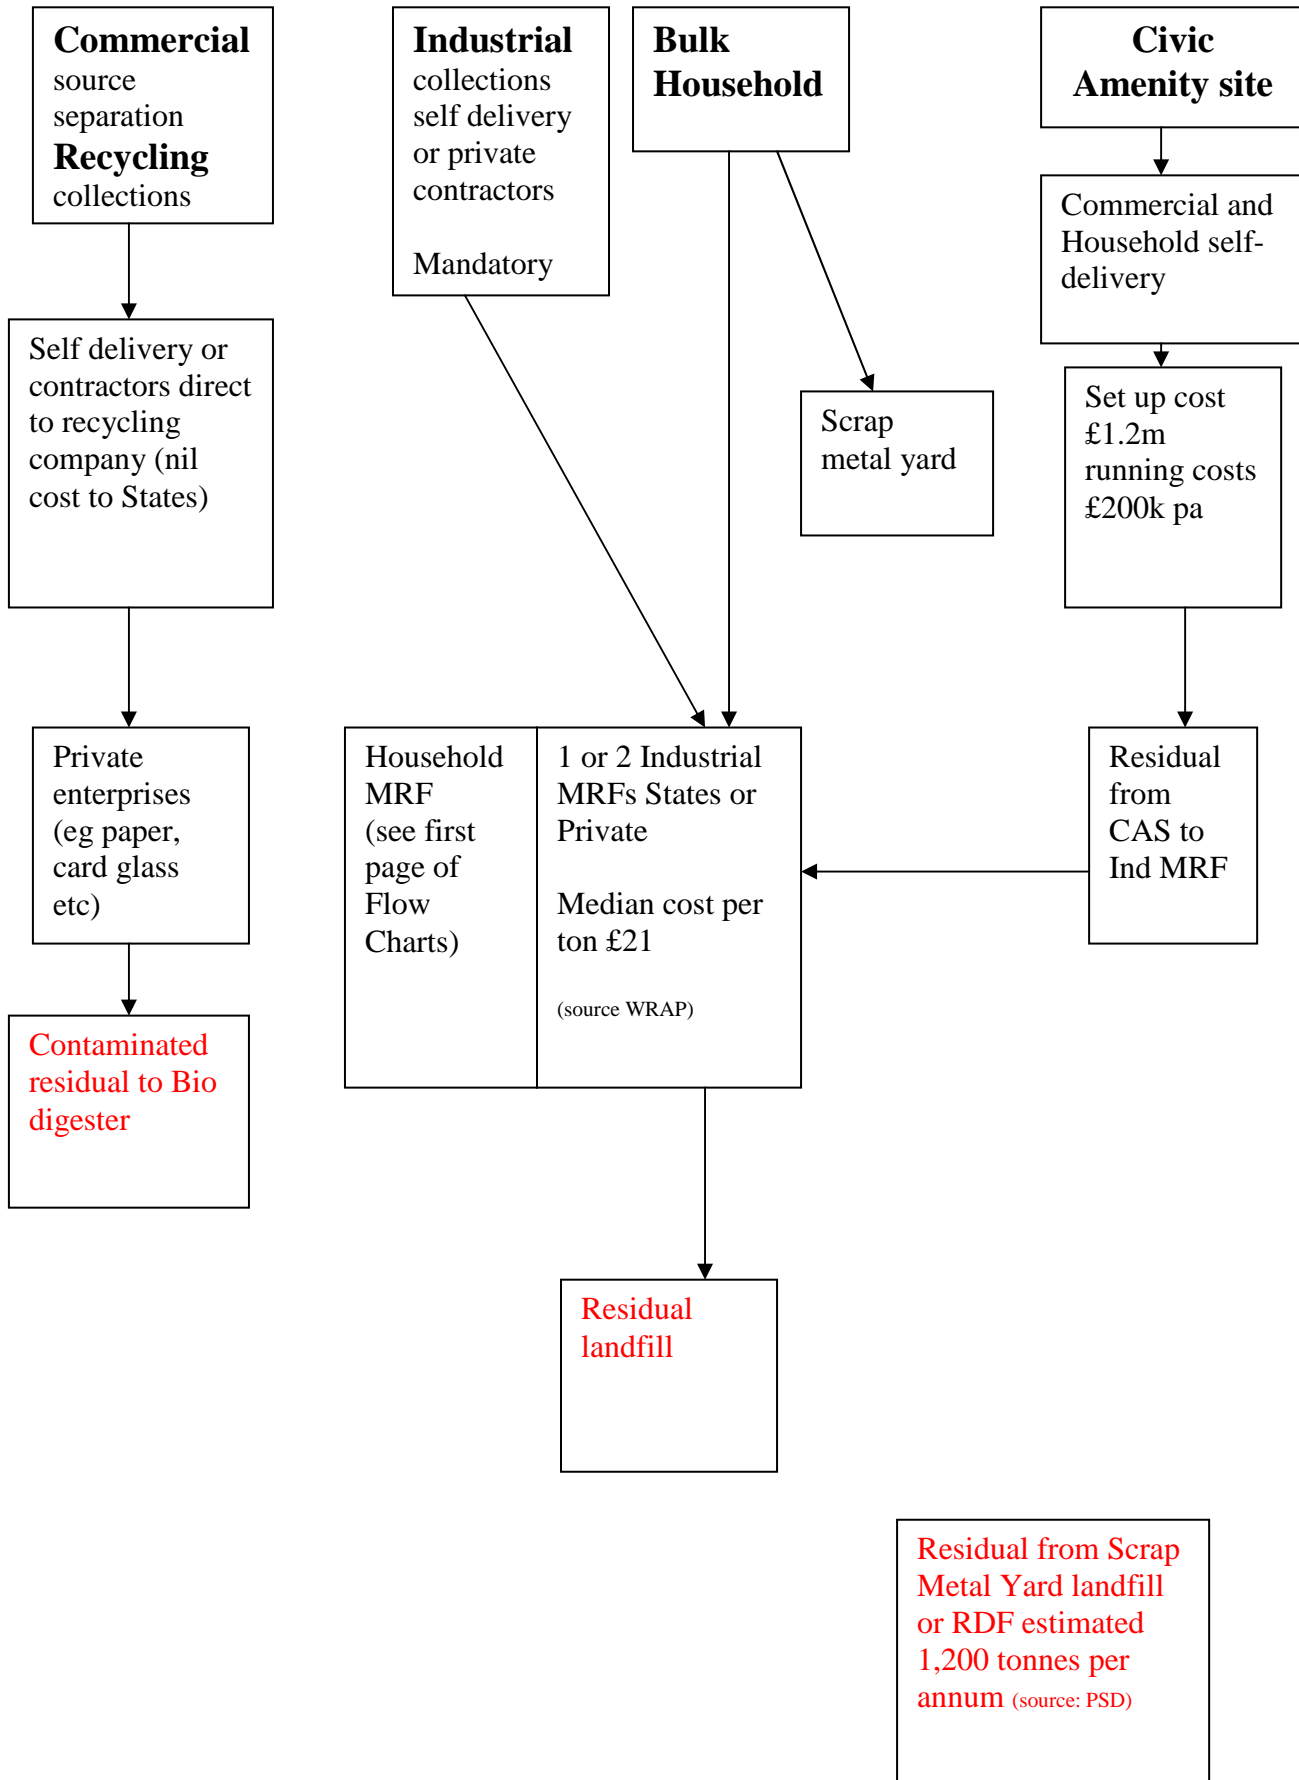 Commercial
source
separation
Recycling
collections
Industrial
collections
self delivery
or private
contractors
Mandatory
Bulk
Household
Civic
Amenity site
Commercial and
Household self-
delivery
Self delivery or
contractors direct
to recycling
company (nil
cost to States)
Scrap
metal yard
Set up cost
£1.2m
running costs
£200k pa
Private
enterprises
(eg paper,
card glass
etc)
Household
MRF
(see first
page of
Flow
Charts)
1 or 2 Industrial
MRFs States or
Private
Median cost per
ton £21
(source WRAP)
Residual
from
CAS to
Ind MRF
Contaminated
residual to Bio
digester
Residual
landfill
Residual from Scrap
Metal Yard landfill
or RDF estimated
1,200 tonnes per
annum (source: PSD)